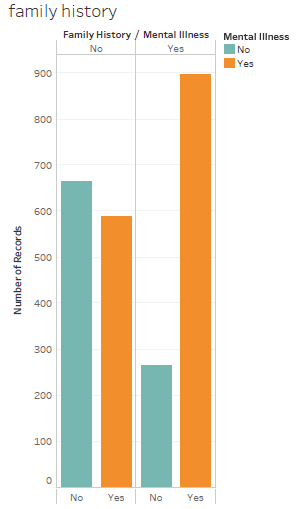 family history
Family History / Mental Illness
No Yes
Mental Illness
No
Yes
Number of Records
900
800
700
600
500
400
300
200
100
0
No Yes No Yes